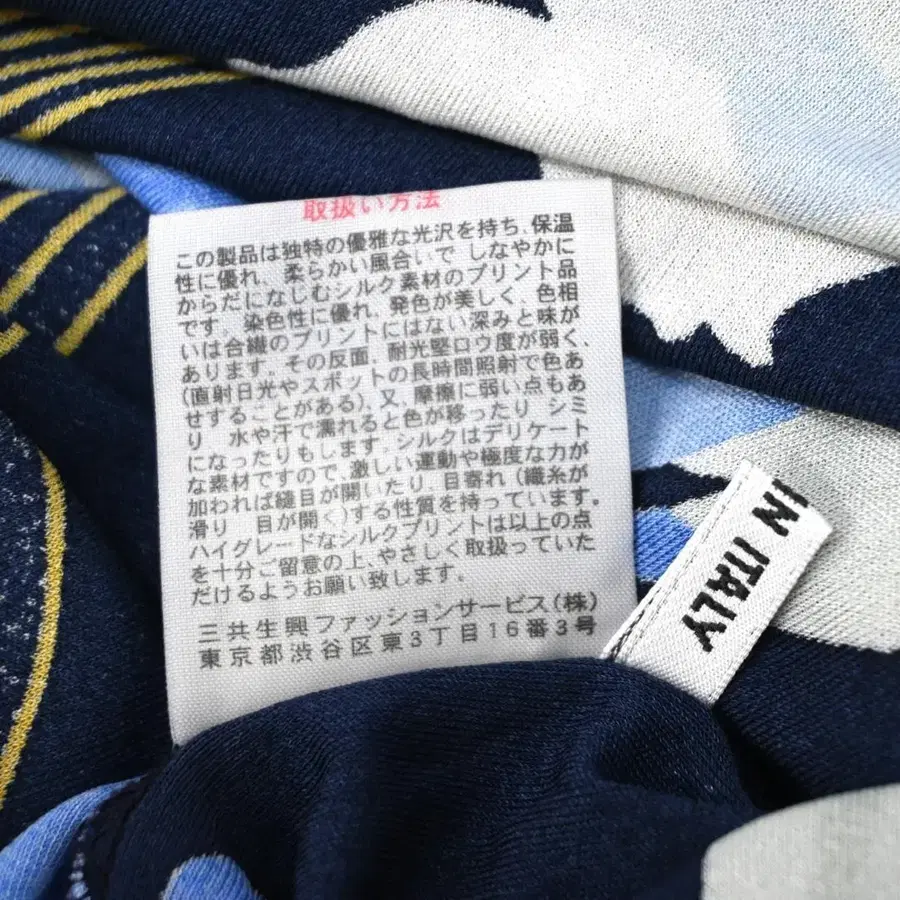 取扱い方法
この製品は独特の優雅な光沢を持ち、保温
性に優れ、柔らかい風合いで しなやかに
からだになじむシルク素材のプリント品
です。染色性に優れ、発色が美しく、色相
いは合繊のプリントにはない深みと味が
あります。その反面、耐光堅ロウ度が弱く、
(直射日光やスポットの長時間照射で色あ
せすることがある)、又、摩擦に弱い点もあ
り 水や汗で濡れると色が移ったり シミ
になったりもします。シルクはデリケート
な素材ですので、激しい運動や極度な力が
加われば縫目が開いたり、目寄れ(織糸が
滑り 目が開く)する性質を持っています。
ハイグレードなシルクプリントは以上の点
を十分ご留意の上、やさしく取扱っていた
だけるようお願い致します。
三共生興ファッションサービス(株)
東京都渋谷区東3丁目16番3号
IN ITALY